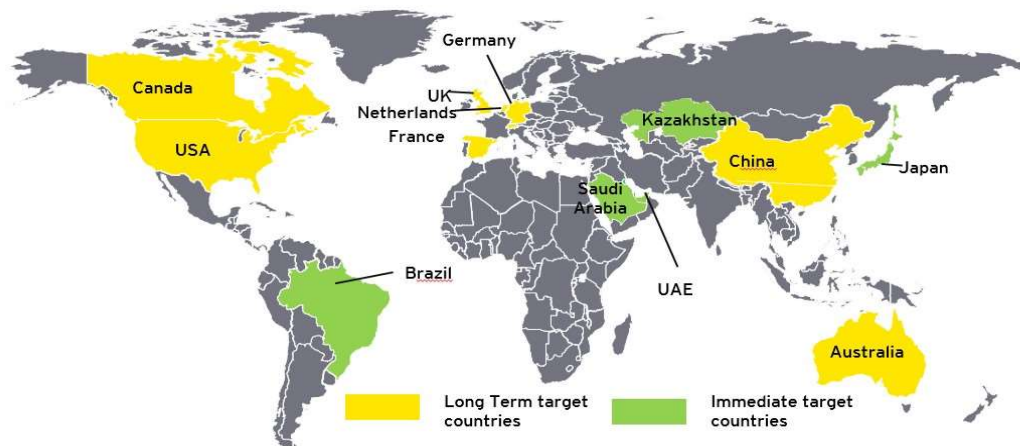 Germany
Canada
UK
Netherlands
Kazakhstan
France
USA
China
Japan
Saudi
Arabia
Brazil
UAE
Australia
Long Term target
countries
Immediate target
countries